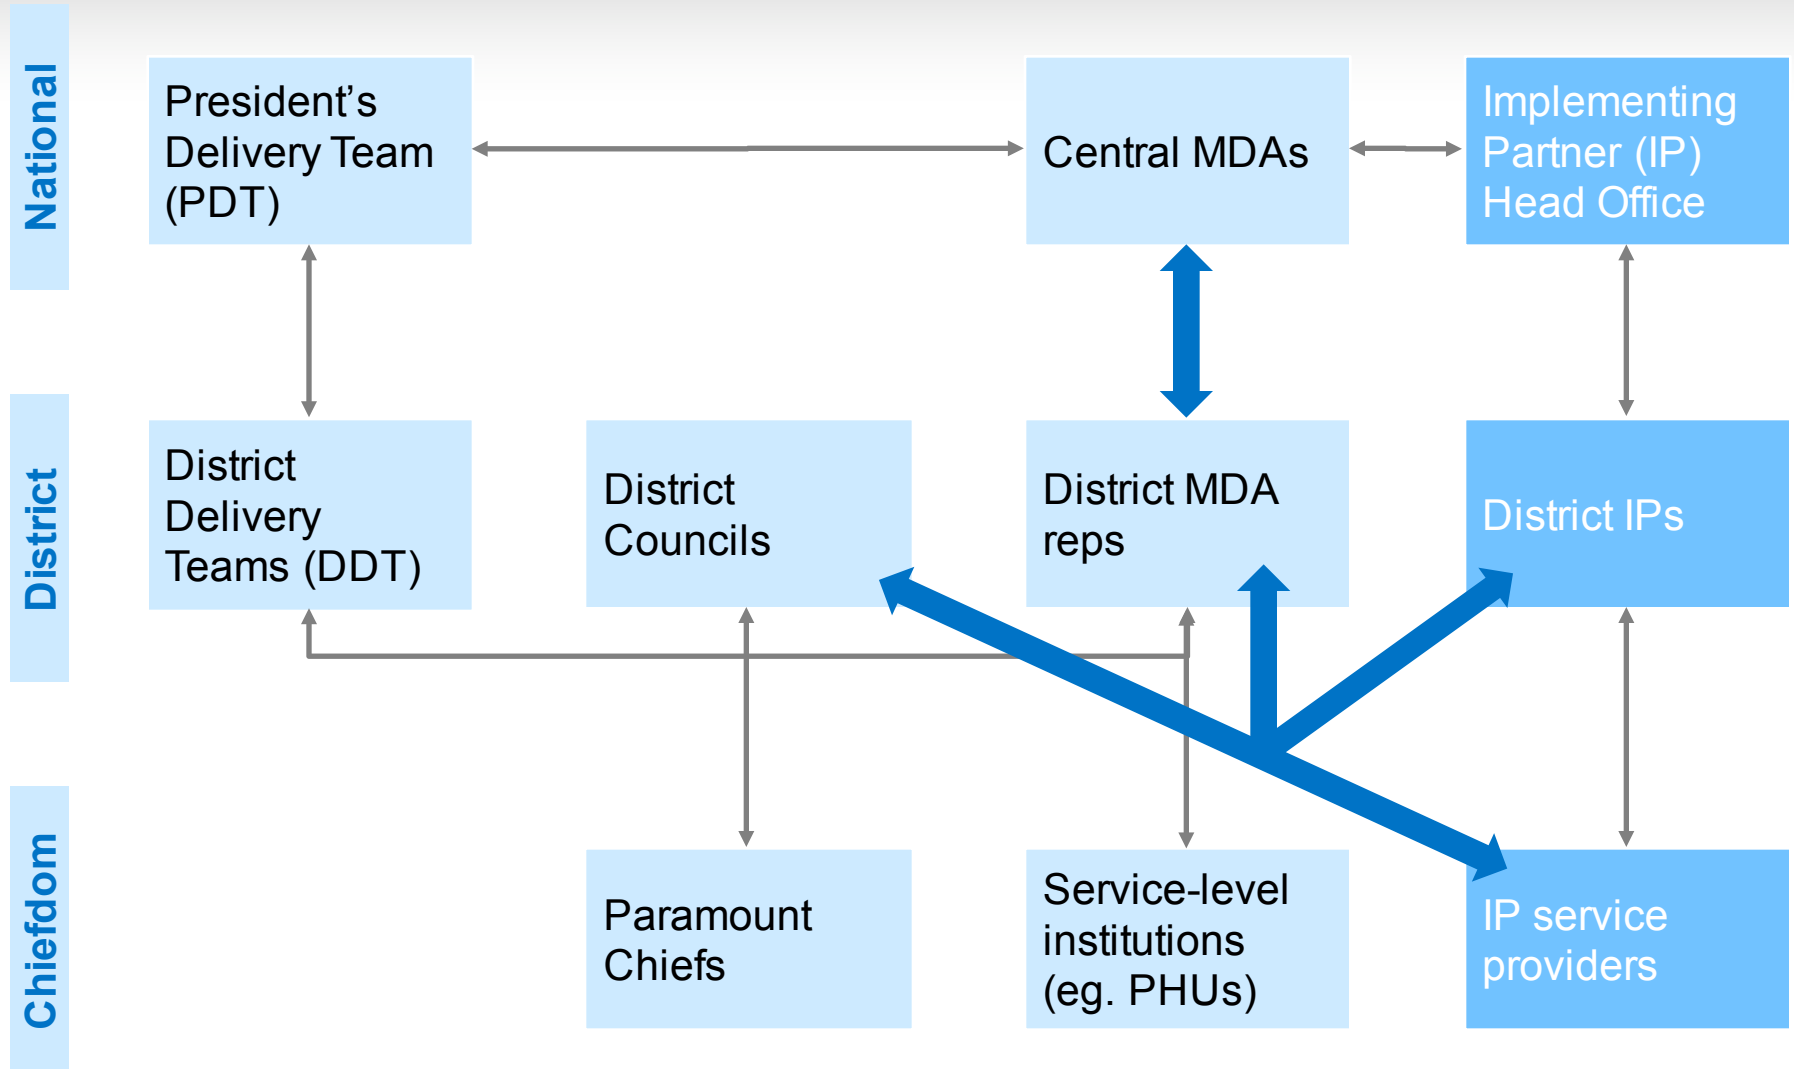 National
President’s
Delivery Team
(PDT)
Central MDAs
Implementing
Partner (IP)
Head Office
District
District
Delivery
Teams (DDT)
District
Councils
District MDA
reps
District IPs
Chiefdom
Paramount
Chiefs
Service-level
institutions
(eg. PHUs)
IP service
providers